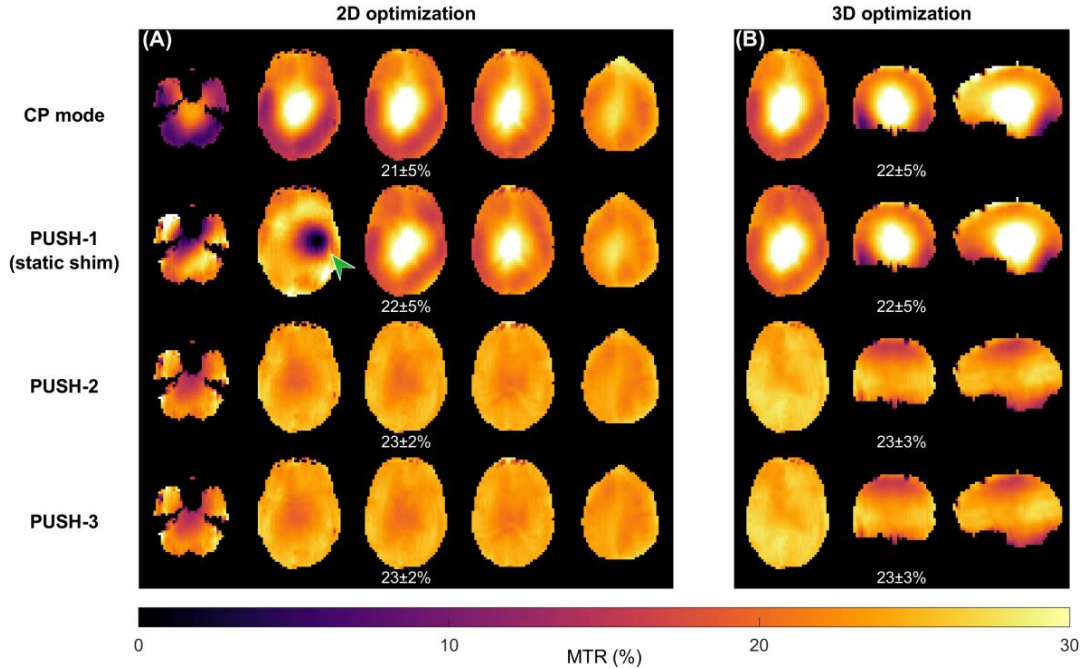 2D optimization
3D optimization
(A)
(B)
CP mode
21±5%
22±5%
PUSH-1
(static shim)
22±5%
22±5%
PUSH-2
23±2%
23±3%
PUSH-3
23±2%
23±3%
0
10
20
30
MTR (%)